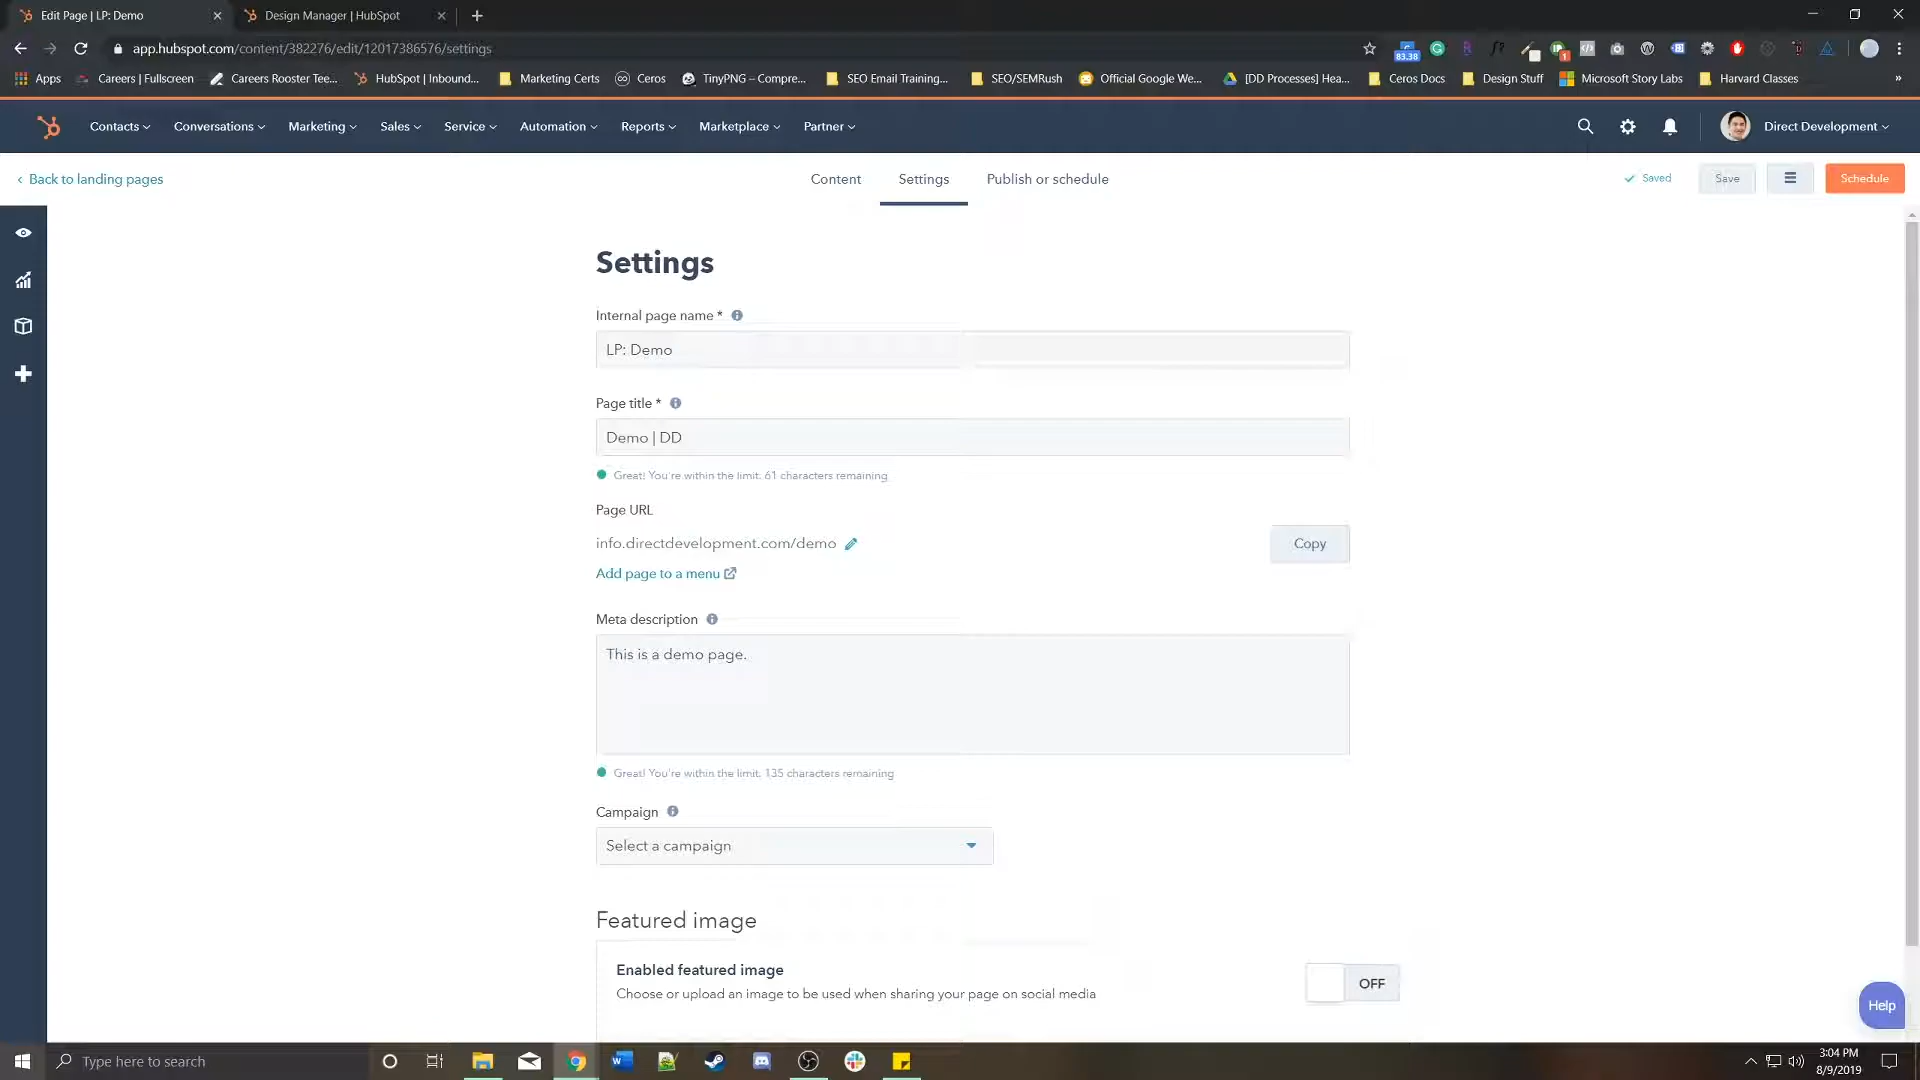 Edit Page | LP: Demo
Design Manager | HubSpot
app.hubspot.com/content/382276/edit/12017386576/settings
83.38
1
Apps
Careers | Fullscreen
Careers Rooster Tee...
HubSpot | Inbound...
Marketing Certs
Ceros
TinyPNG – Compre...
SEO Email Training...
SEO/SEMRush
Official Google We...
[DD Processes] Hea...
Ceros Docs
Design Stuff
Microsoft Story Labs
Harvard Classes
»
Contacts
Conversations
Marketing
Sales
Service
Automation
Reports
Marketplace
Partner
Direct Development
Back to landing pages
Content
Settings
Publish or schedule
Saved
Save
Schedule
Settings
Internal page name *
LP: Demo
Page title *
Demo | DD
Great! You're within the limit. 61 characters remaining
Page URL
info.directdevelopment.com/demo
Copy
Add page to a menu
Meta description
This is a demo page.
Great! You're within the limit. 135 characters remaining
Campaign
Select a campaign
Featured image
Enabled featured image
Choose or upload an image to be used when sharing your page on social media
OFF
Help
Type here to search
3:04 PM
8/9/2019